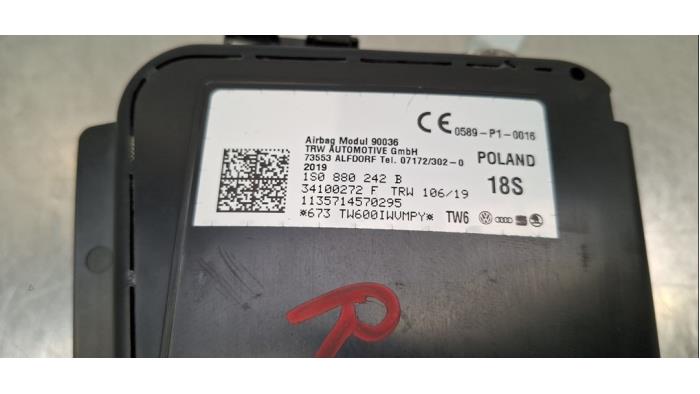 CE 0589-P1-0016
Airbag Modul 90036
TRW AUTOMOTIVE GmbH
73553 ALFDORF Tel. 07172/302-0
2019
POLAND
1S0 880 242 B
18S
34100272 F TRW 106/19
1135714570295
*673 TW600IWVMPY* TW6
R